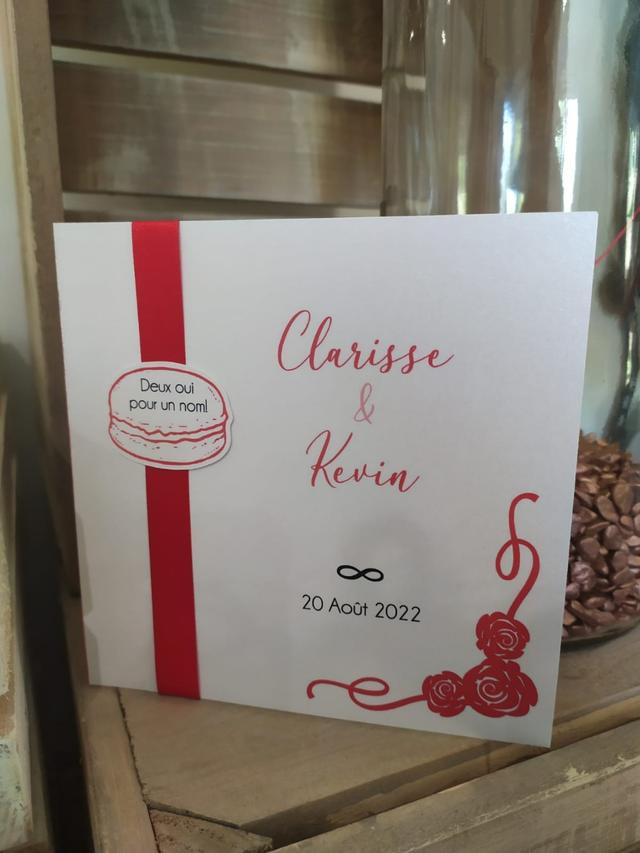 Deux oui
pour un nom!
Clarisse
&
Kevin
20 Août 2022